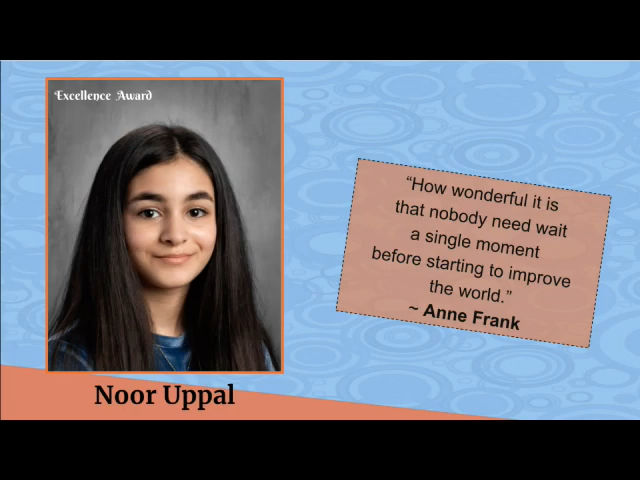 Excellence Award
“How wonderful it is
that nobody need wait
a single moment
before starting to improve
the world.”
~ Anne Frank
Noor Uppal